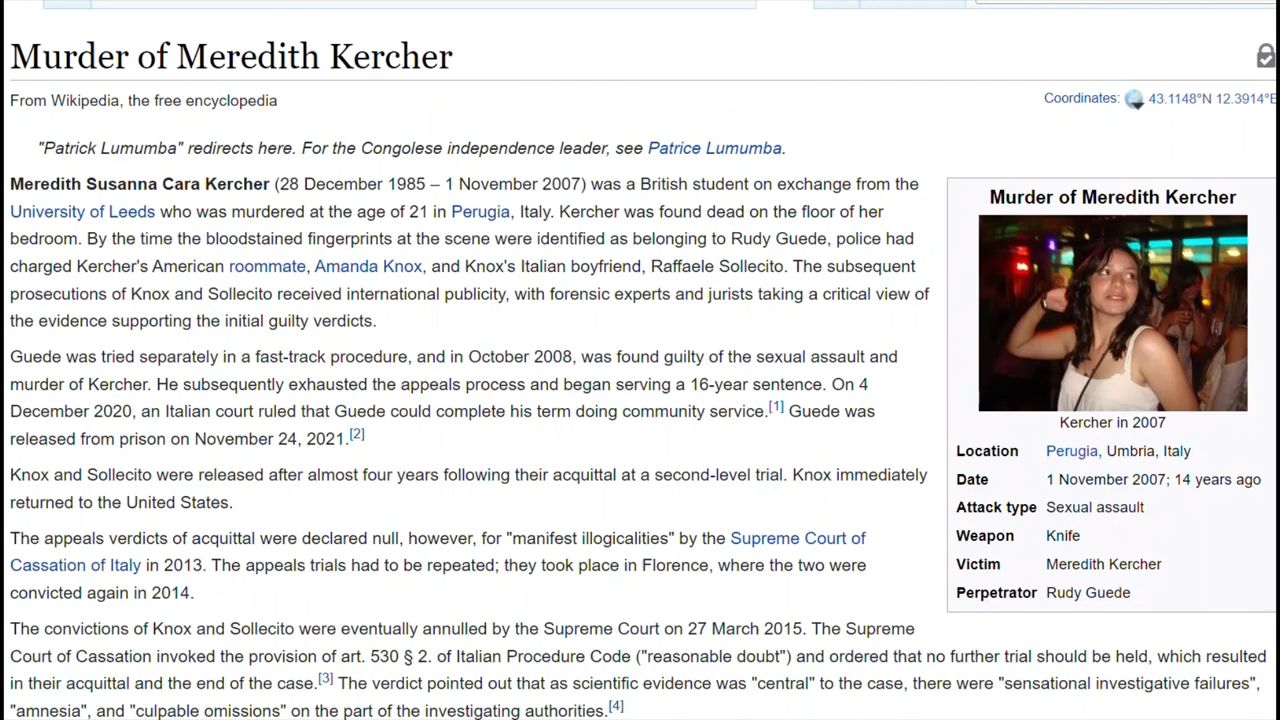 Murder of Meredith Kercher
From Wikipedia, the free encyclopedia
Coordinates: 43.1148°N 12.3914°E
"Patrick Lumumba" redirects here. For the Congolese independence leader, see Patrice Lumumba.
Meredith Susanna Cara Kercher (28 December 1985 – 1 November 2007) was a British student on exchange from the
University of Leeds who was murdered at the age of 21 in Perugia, Italy. Kercher was found dead on the floor of her
bedroom. By the time the bloodstained fingerprints at the scene were identified as belonging to Rudy Guede, police had
charged Kercher's American roommate, Amanda Knox, and Knox's Italian boyfriend, Raffaele Sollecito. The subsequent
prosecutions of Knox and Sollecito received international publicity, with forensic experts and jurists taking a critical view of
the evidence supporting the initial guilty verdicts.
Guede was tried separately in a fast-track procedure, and in October 2008, was found guilty of the sexual assault and
murder of Kercher. He subsequently exhausted the appeals process and began serving a 16-year sentence. On 4
December 2020, an Italian court ruled that Guede could complete his term doing community service.[1] Guede was
released from prison on November 24, 2021.[2]
Knox and Sollecito were released after almost four years following their acquittal at a second-level trial. Knox immediately
returned to the United States.
The appeals verdicts of acquittal were declared null, however, for "manifest illogicalities" by the Supreme Court of
Cassation of Italy in 2013. The appeals trials had to be repeated; they took place in Florence, where the two were
convicted again in 2014.
The convictions of Knox and Sollecito were eventually annulled by the Supreme Court on 27 March 2015. The Supreme
Court of Cassation invoked the provision of art. 530 § 2. of Italian Procedure Code ("reasonable doubt") and ordered that no further trial should be held, which resulted
in their acquittal and the end of the case.[3] The verdict pointed out that as scientific evidence was "central" to the case, there were "sensational investigative failures",
"amnesia", and "culpable omissions" on the part of the investigating authorities.[4]
Murder of Meredith Kercher
Kercher in 2007
Location Perugia, Umbria, Italy
Date 1 November 2007; 14 years ago
Attack type Sexual assault
Weapon Knife
Victim Meredith Kercher
Perpetrator Rudy Guede